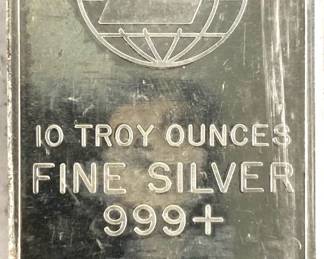 10 TROY OUNCES
FINE SILVER
999+